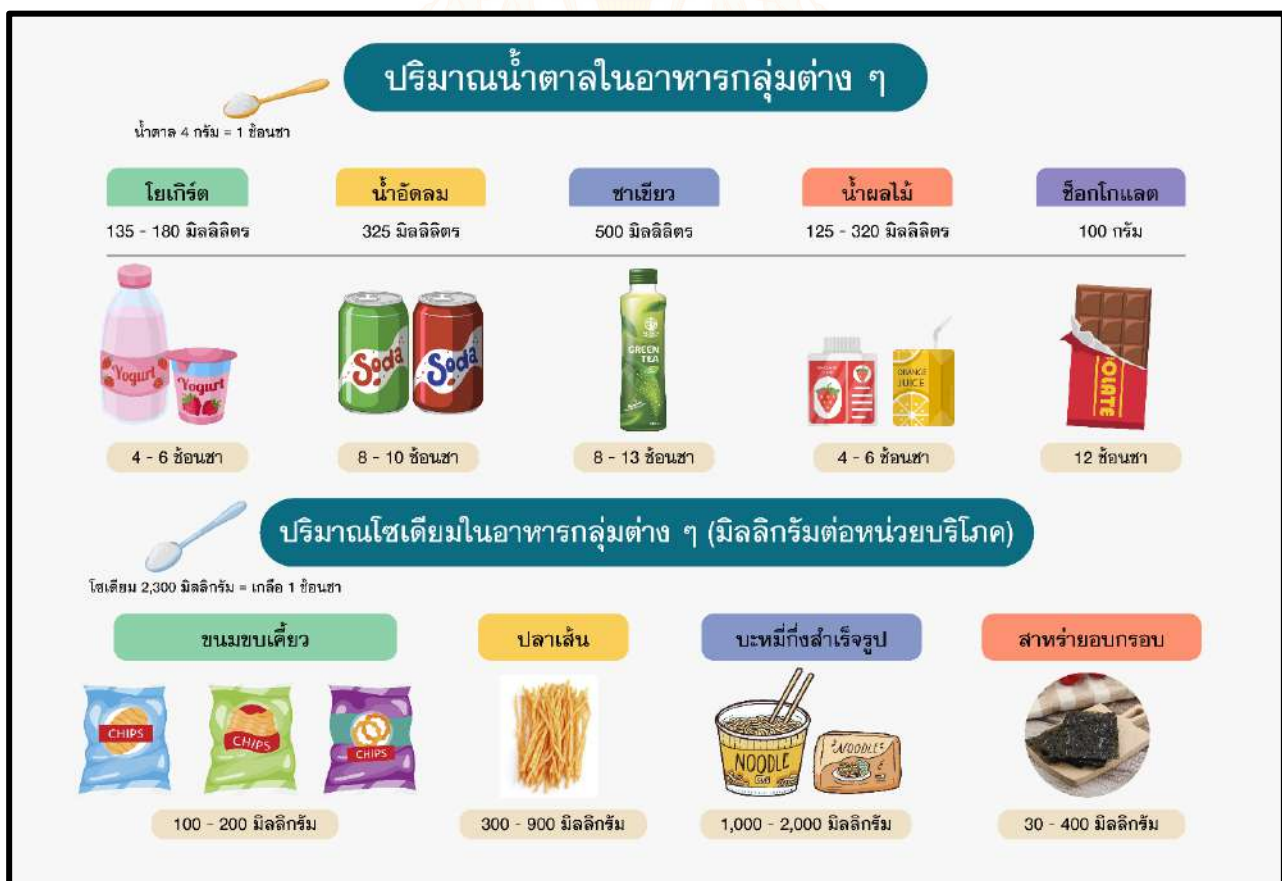 ปริมาณน้ำตาลในอาหารกลุ่มต่าง ๆ
น้ำตาล 4 กรัม = 1 ช้อนชา
โยเกิร์ต
น้ำอัดลม
ชาเขียว
น้ำผลไม้
ช็อกโกแลต
135 - 180 มิลลิลิตร
325 มิลลิลิตร
500 มิลลิลิตร
125 - 320 มิลลิลิตร
100 กรัม
Yogurt
Yogurt
Soda
Soda
GREEN
TEA
ORANGE
JUICE
OLATE
4 - 6 ช้อนชา
8 - 10 ช้อนชา
8 - 13 ช้อนชา
4 - 6 ช้อนชา
12 ช้อนชา
ปริมาณโซเดียมในอาหารกลุ่มต่าง ๆ (มิลลิกรัมต่อหน่วยบริโภค)
โซเดียม 2,300 มิลลิกรัม = เกลือ 1 ช้อนชา
ขนมขบเคี้ยว
ปลาเส้น
บะหมี่กึ่งสำเร็จรูป
สาหร่ายอบกรอบ
CHIPS
CHIPS
CHIPS
NOODLE
NOODLES
100 - 200 มิลลิกรัม
300 - 900 มิลลิกรัม
1,000 - 2,000 มิลลิกรัม
30 - 400 มิลลิกรัม